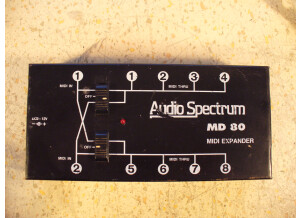 1 1 2 3 4
MIDI IN MIDI THRU
OFF
Audio Spectrum
MD 80
MIDI EXPANDER
OFF
MIDI IN MIDI THRU
2 5 6 7 8